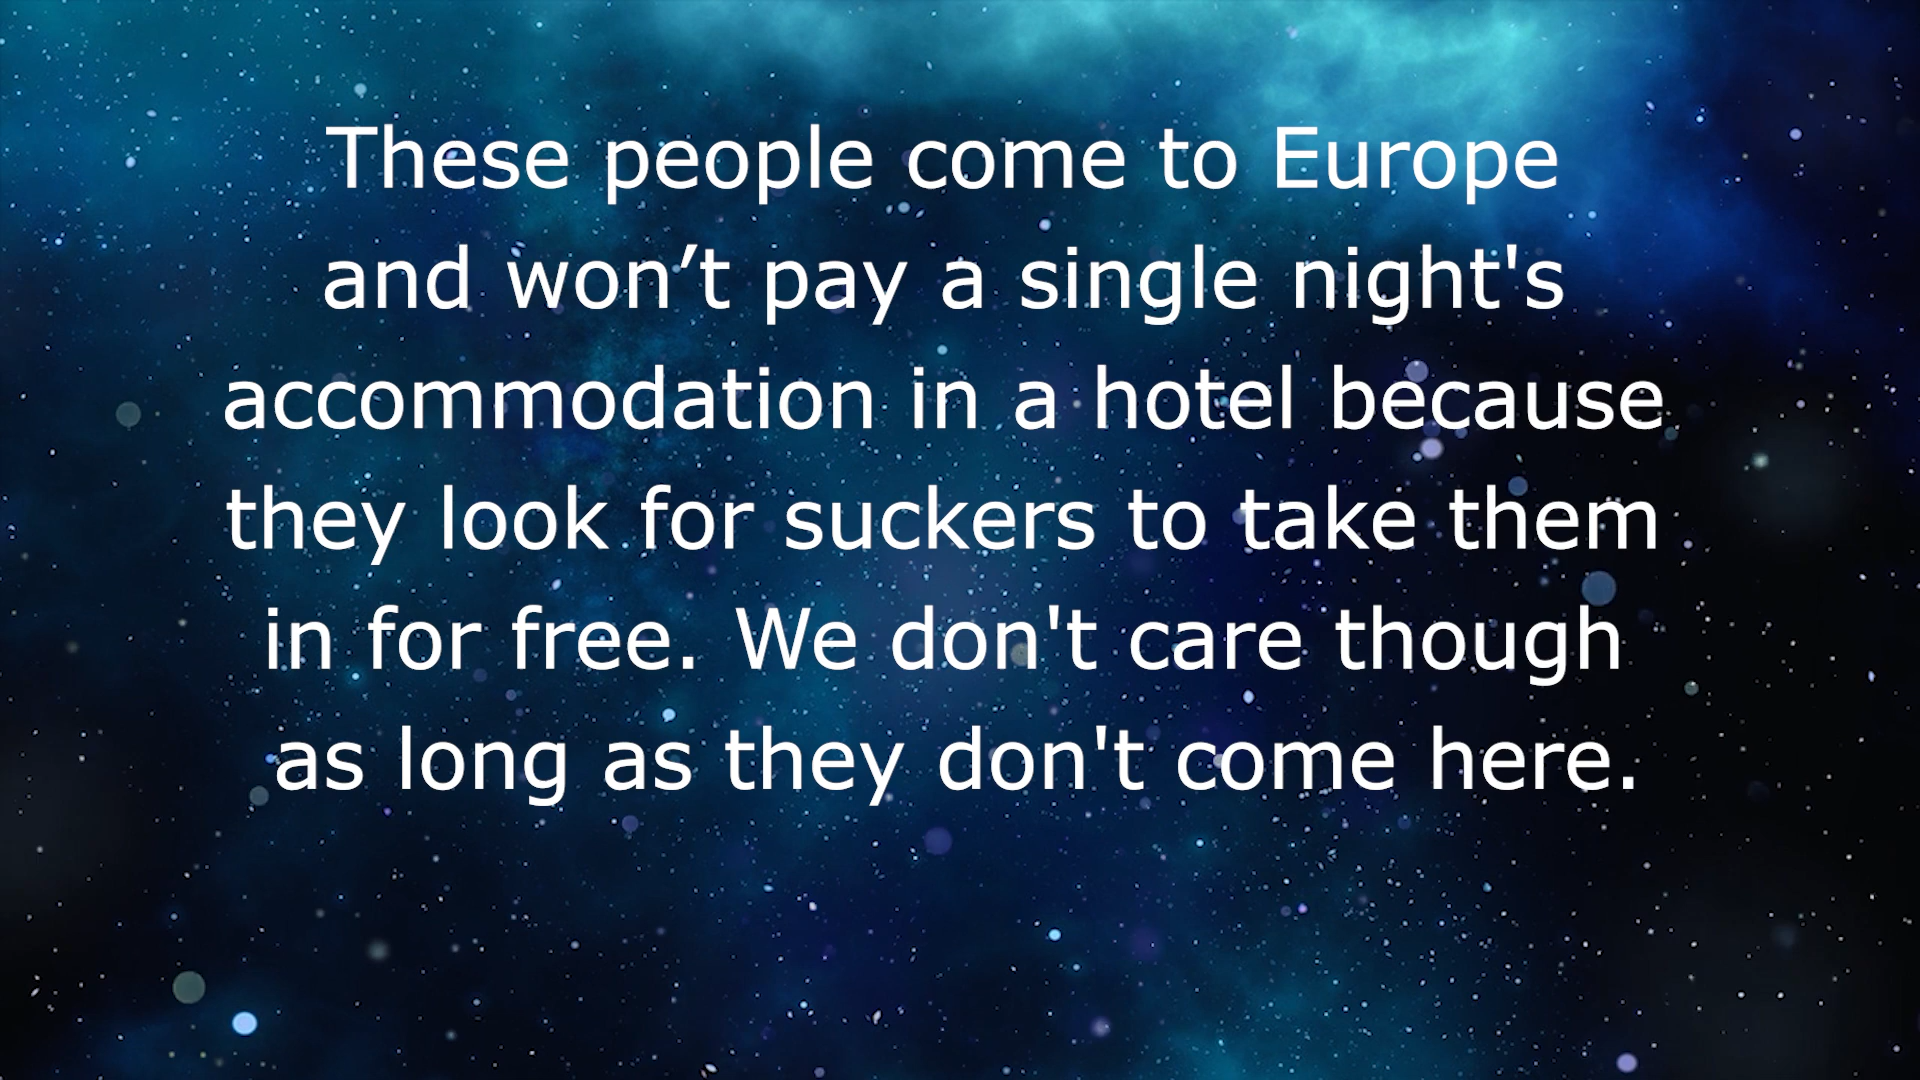 These people come to Europe
and won’t pay a single night's
accommodation in a hotel because
they look for suckers to take them
in for free. We don't care though
as long as they don't come here.